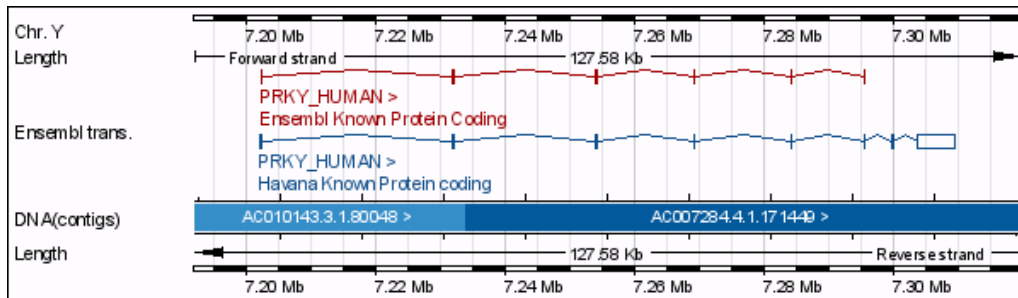 Chr. Y
7.20 Mb 7.22 Mb 7.24 Mb 7.26 Mb 7.28 Mb 7.30 Mb
Length
Forward strand 127.58 Kb
PRKY_HUMAN >
Ensembl Known Protein Coding
Ensembl trans.
PRKY_HUMAN >
Havana Known Protein coding
DNA(contigs)
AC010143.3.1.80048 > AC007284.4.1.171449 >
Length
127.58 Kb Reverse strand
7.20 Mb 7.22 Mb 7.24 Mb 7.26 Mb 7.28 Mb 7.30 Mb